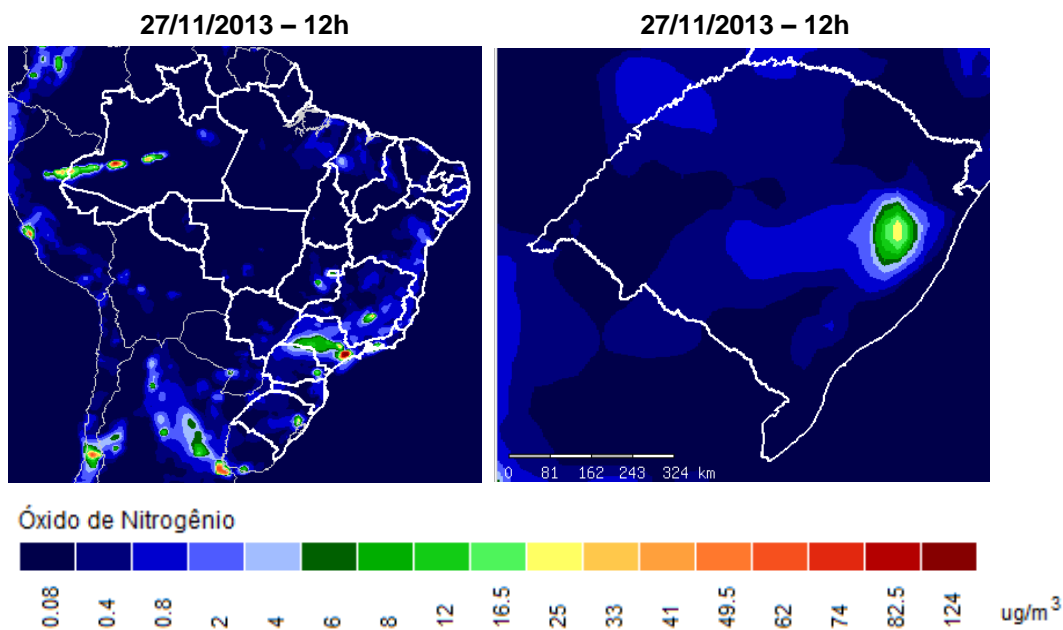 27/11/2013 – 12h
27/11/2013 – 12h
0 81 162 243 324 km
Óxido de Nitrogênio
0.08 0.4 0.8 2 4 6 8 12 16.5 25 33 41 49.5 62 74 82.5 124 ug/m³